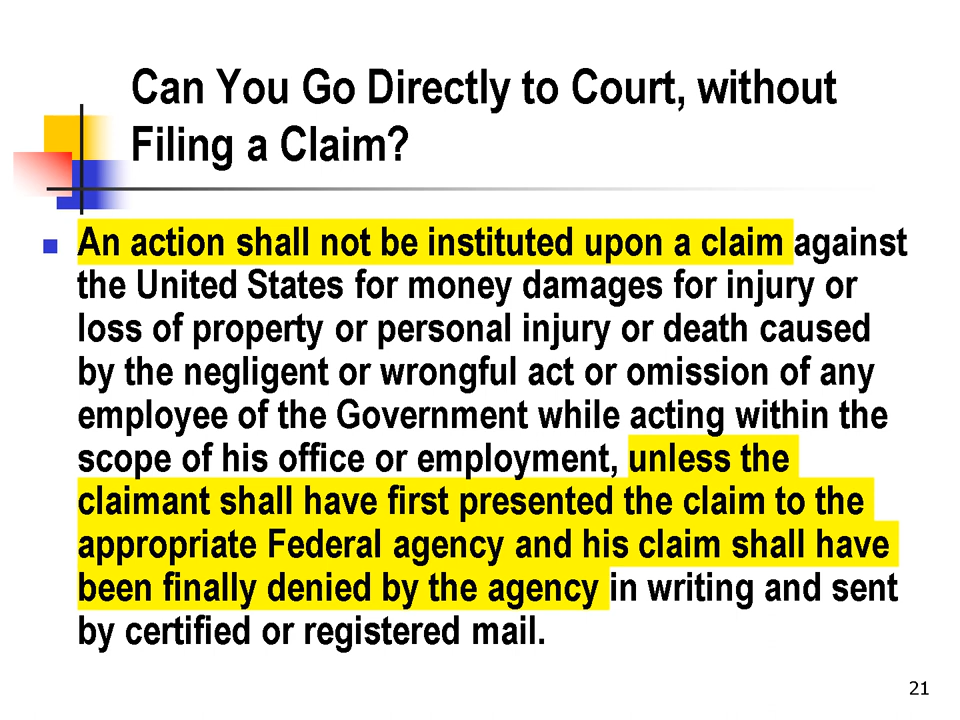 Can You Go Directly to Court, without
Filing a Claim?
An action shall not be instituted upon a claim against
the United States for money damages for injury or
loss of property or personal injury or death caused
by the negligent or wrongful act or omission of any
employee of the Government while acting within the
scope of his office or employment, unless the
claimant shall have first presented the claim to the
appropriate Federal agency and his claim shall have
been finally denied by the agency in writing and sent
by certified or registered mail.
21